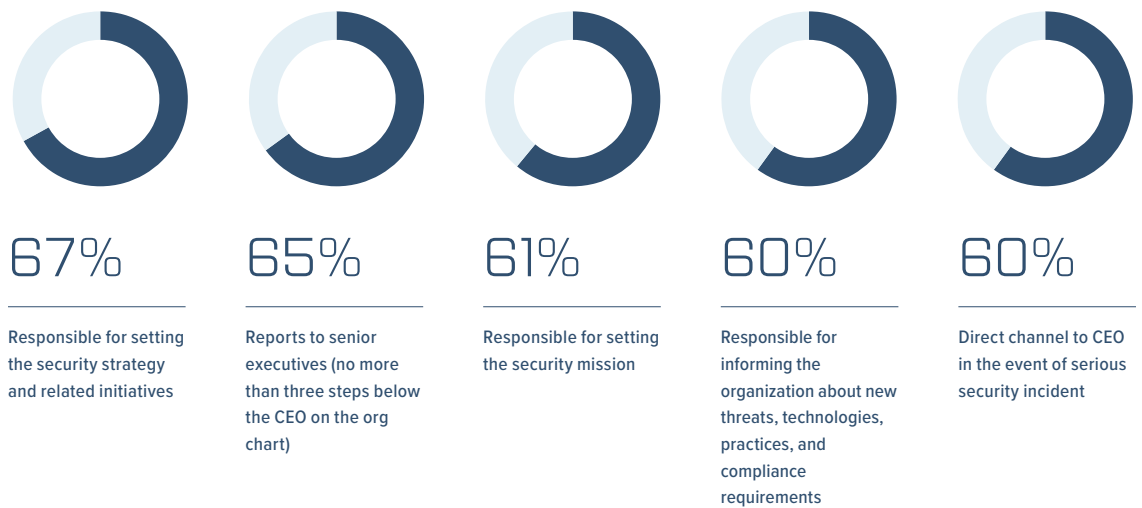 67%
Responsible for setting
the security strategy
and related initiatives
65%
Reports to senior
executives (no more
than three steps below
the CEO on the org
chart)
61%
Responsible for setting
the security mission
60%
Responsible for
informing the
organization about new
threats, technologies,
practices, and
compliance
requirements
60%
Direct channel to CEO
in the event of serious
security incident